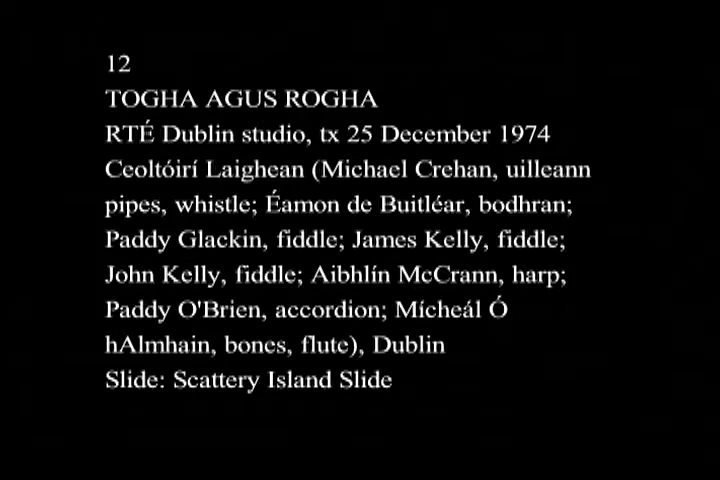 12
TOGHA AGUS ROGHA
RTÉ Dublin studio, tx 25 December 1974
Ceoltóirí Laighean (Michael Crehan, uilleann
pipes, whistle; Éamon de Buitléar, bodhran;
Paddy Glackin, fiddle; James Kelly, fiddle;
John Kelly, fiddle; Aibhlín McCrann, harp;
Paddy O'Brien, accordion; Mícheál Ó
hAlmhain, bones, flute), Dublin
Slide: Scattery Island Slide